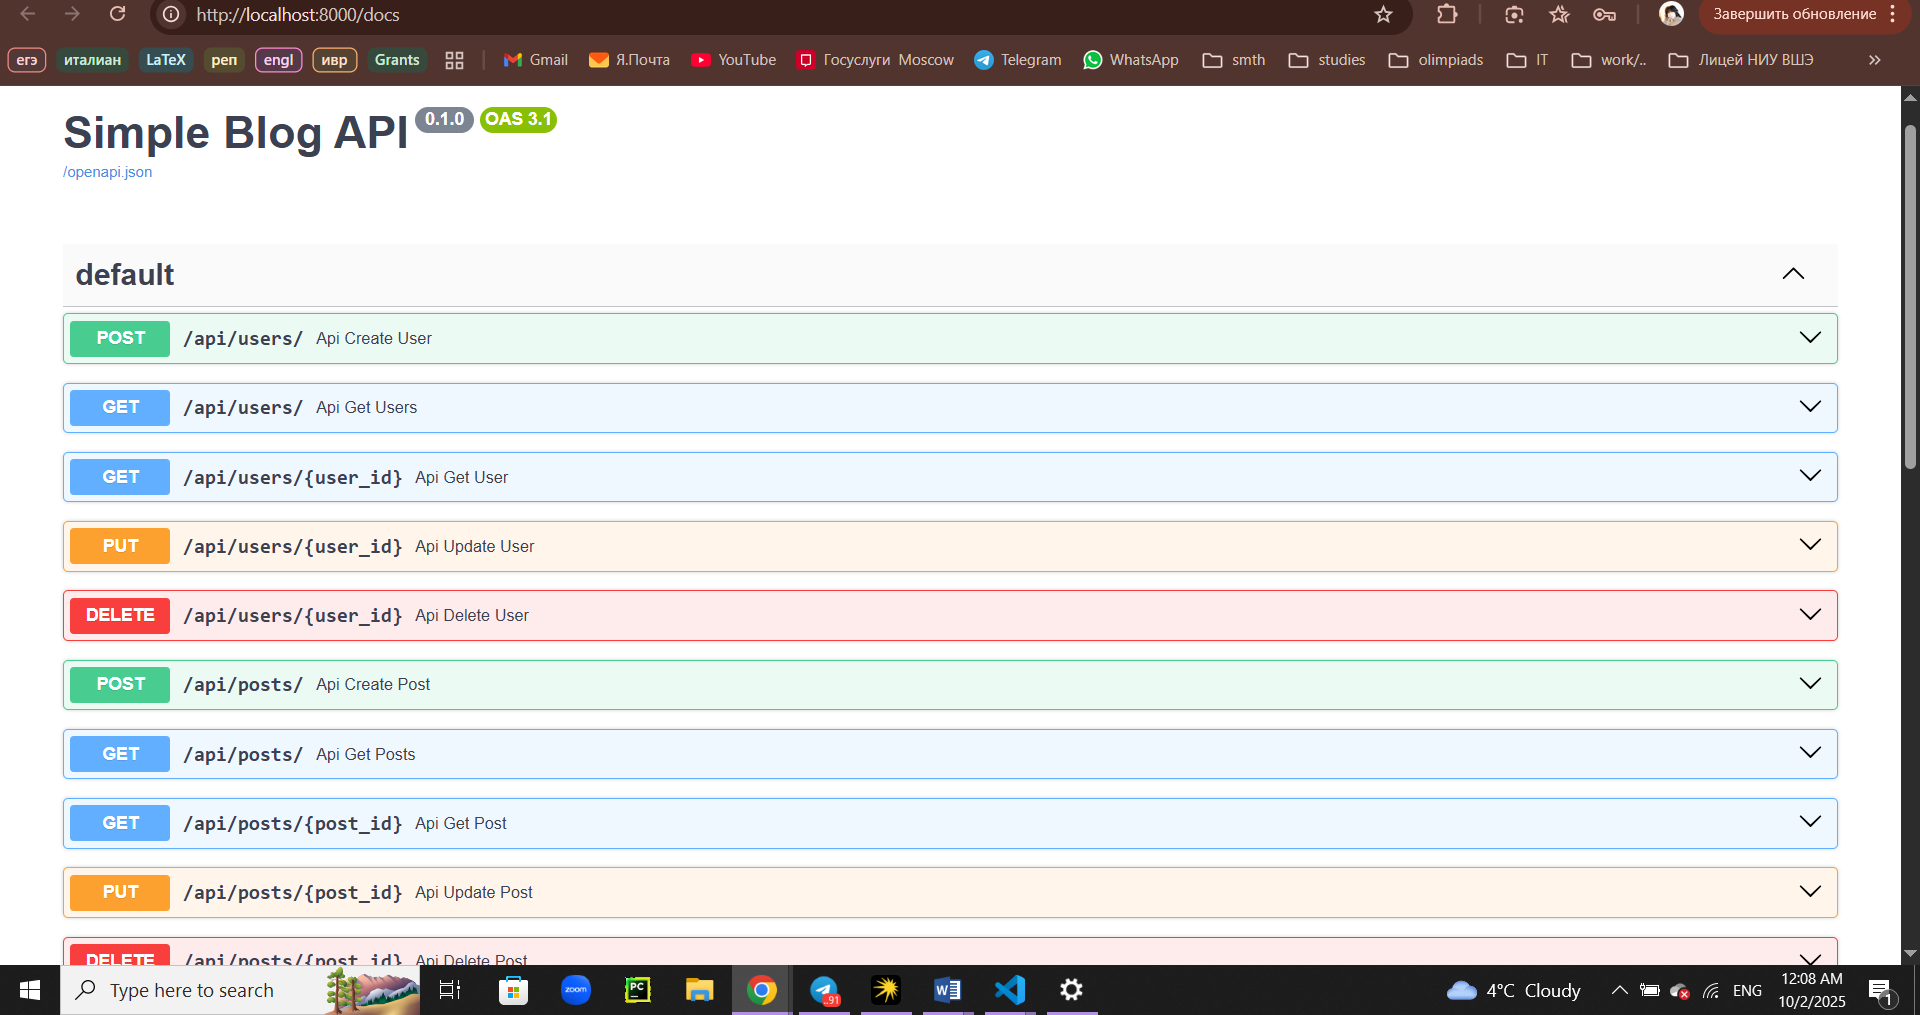 http://localhost:8000/docs
Завершить обновление
егэ италиан LaTeX реп engl ивр Grants Gmail Я.Почта YouTube Госуслуги Moscow Telegram WhatsApp smth studies olimpiads IT work/.. Лицей НИУ ВШЭ »
Simple Blog API 0.1.0 OAS 3.1
/openapi.json
default
POST /api/users/ Api Create User
GET /api/users/ Api Get Users
GET /api/users/{user_id} Api Get User
PUT /api/users/{user_id} Api Update User
DELETE /api/users/{user_id} Api Delete User
POST /api/posts/ Api Create Post
GET /api/posts/ Api Get Posts
GET /api/posts/{post_id} Api Get Post
PUT /api/posts/{post_id} Api Update Post
DELETE /api/posts/{post_id} Api Delete Post
Type here to search
zoom
PC
.91
W
4°C Cloudy
ENG
12:08 AM
10/2/2025
1